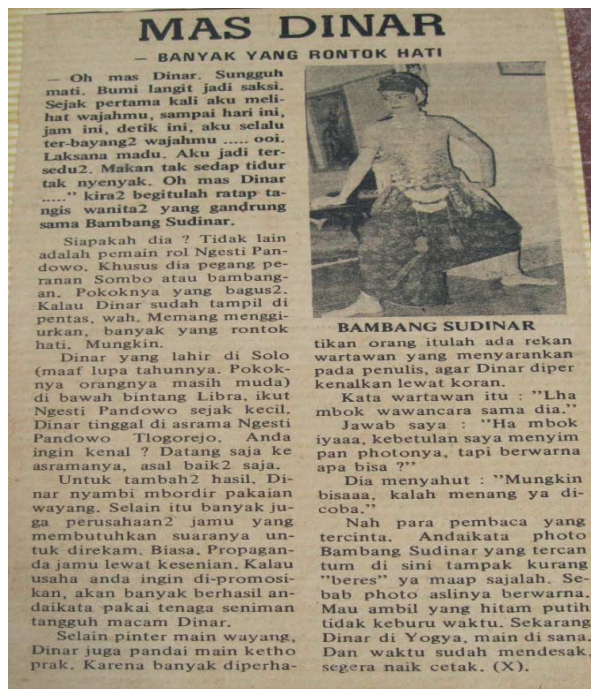 MAS DINAR
— BANYAK YANG RONTOK HATI
— Oh mas Dinar. Sungguh
mati. Bumi langit jadi saksi.
Sejak pertama kali aku meli-
hat wajahmu, sampai hari ini,
jam ini, detik ini, aku selalu
ter-bayang2 wajahmu ..... ooi.
Laksana madu. Aku jadi ter-
sedu2. Makan tak sedap tidur
tak nyenyak. Oh mas Dinar
....." kira2 begitulah ratap ta-
ngis wanita2 yang gandrung
sama Bambang Sudinar.
Siapakah dia ? Tidak lain
adalah pemain rol Ngesti Pan-
dowo. Khusus dia pegang pe-
ranan Sombo atau bambang-
an. Pokoknya yang bagus2.
Kalau Dinar sudah tampil di
pentas, wah. Memang menggi-
urkan, banyak yang rontok
hati. Mungkin.
Dinar yang lahir di Solo
(maaf lupa tahunnya. Pokok-
nya orangnya masih muda)
di bawah bintang Libra, ikut
Ngesti Pandowo sejak kecil.
Dinar tinggal di asrama Ngesti
Pandowo Tlogorejo. Anda
ingin kenal ? Datang saja ke
asramanya, asal baik2 saja.
Untuk tambah2 hasil. Di-
nar nyambi mbordir pakaian
wayang. Selain itu banyak ju-
ga perusahaan2 jamu yang
membutuhkan suaranya un-
tuk direkam. Biasa. Propagan-
da jamu lewat kesenian. Kalau
usaha anda ingin di-promosi-
kan, akan banyak berhasil an-
daikata pakai tenaga seniman
tangguh macam Dinar.
Selain pinter main wayang,
Dinar juga pandai main ketho
prak. Karena banyak diperha-
BAMBANG SUDINAR
tikan orang itulah ada rekan
wartawan yang menyarankan
pada penulis, agar Dinar diper
kenalkan lewat koran.
Kata wartawan itu : "Lha
mbok wawancara sama dia."
Jawab saya : "Ha mbok
iyaaa, kebetulan saya menyim
pan photonya, tapi berwarna
apa bisa ?"
Dia menyahut : "Mungkin
bisaaa, kalah menang ya di-
coba."
Nah para pembaca yang
tercinta. Andaikata photo
Bambang Sudinar yang tercan
tum di sini tampak kurang
"beres" ya maap sajalah. Se-
bab photo aslinya berwarna.
Mau ambil yang hitam putih
tidak keburu waktu. Sekarang
Dinar di Yogya, main di sana.
Dan waktu sudah mendesak,
segera naik cetak. (X).